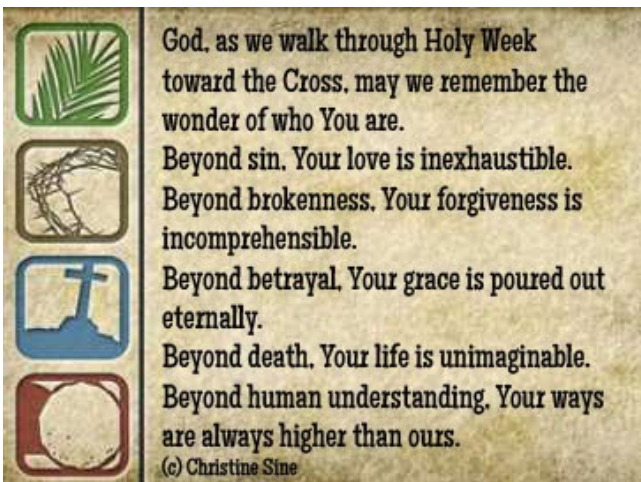 God, as we walk through Holy Week
toward the Cross, may we remember the
wonder of who You are.
Beyond sin, Your love is inexhaustible.
Beyond brokenness, Your forgiveness is
incomprehensible.
Beyond betrayal, Your grace is poured out
eternally.
Beyond death, Your life is unimaginable.
Beyond human understanding, Your ways
are always higher than ours.
(c) Christine Sine